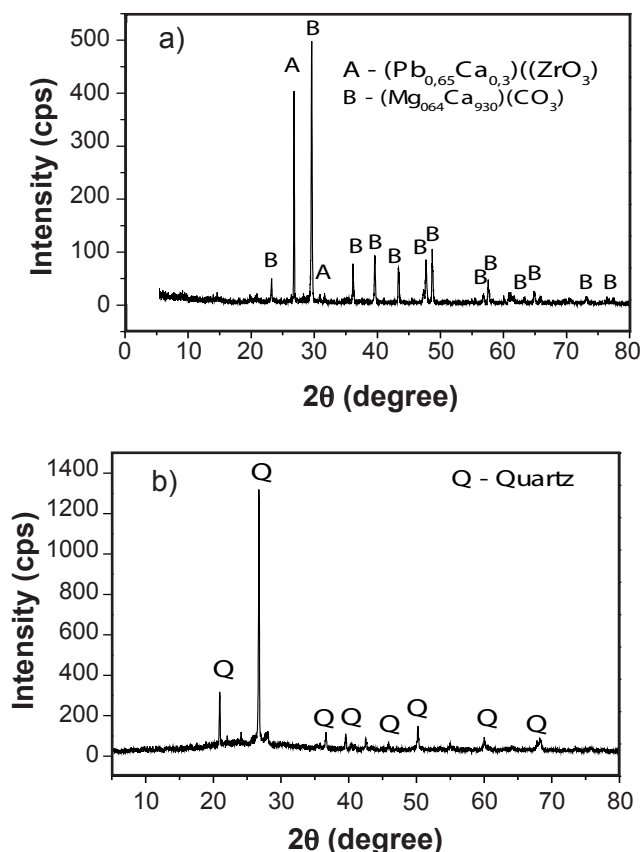 a)
B
A
A - (Pb0,65Ca0,3)((ZrO3)
B - (Mg064Ca930)(CO3)
B A B B B B B B B B B B B
Intensity (cps)
500
400
300
200
100
0
0 10 20 30 40 50 60 70 80
2θ (degree)
b)
Q
Q - Quartz
Q Q Q Q Q Q Q
Intensity (cps)
1400
1200
1000
800
600
400
200
0
10 20 30 40 50 60 70 80
2θ (degree)